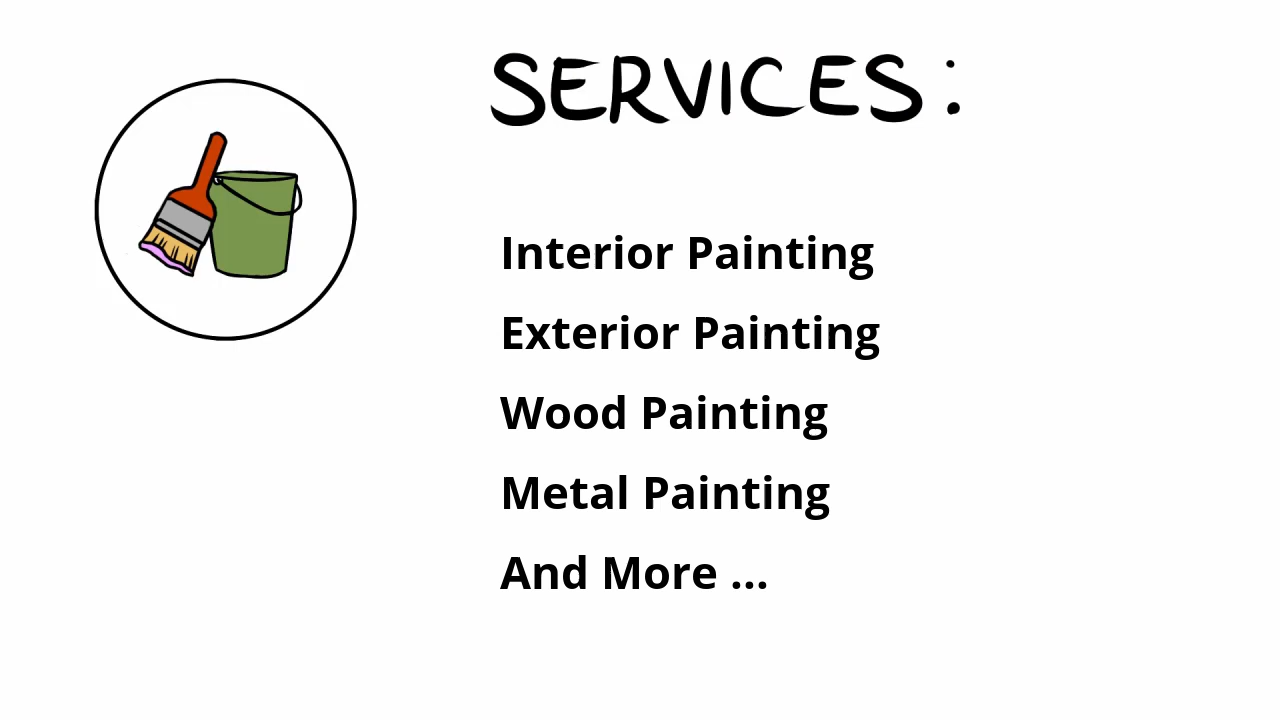 SERVICES:
Interior Painting
Exterior Painting
Wood Painting
Metal Painting
And More ...